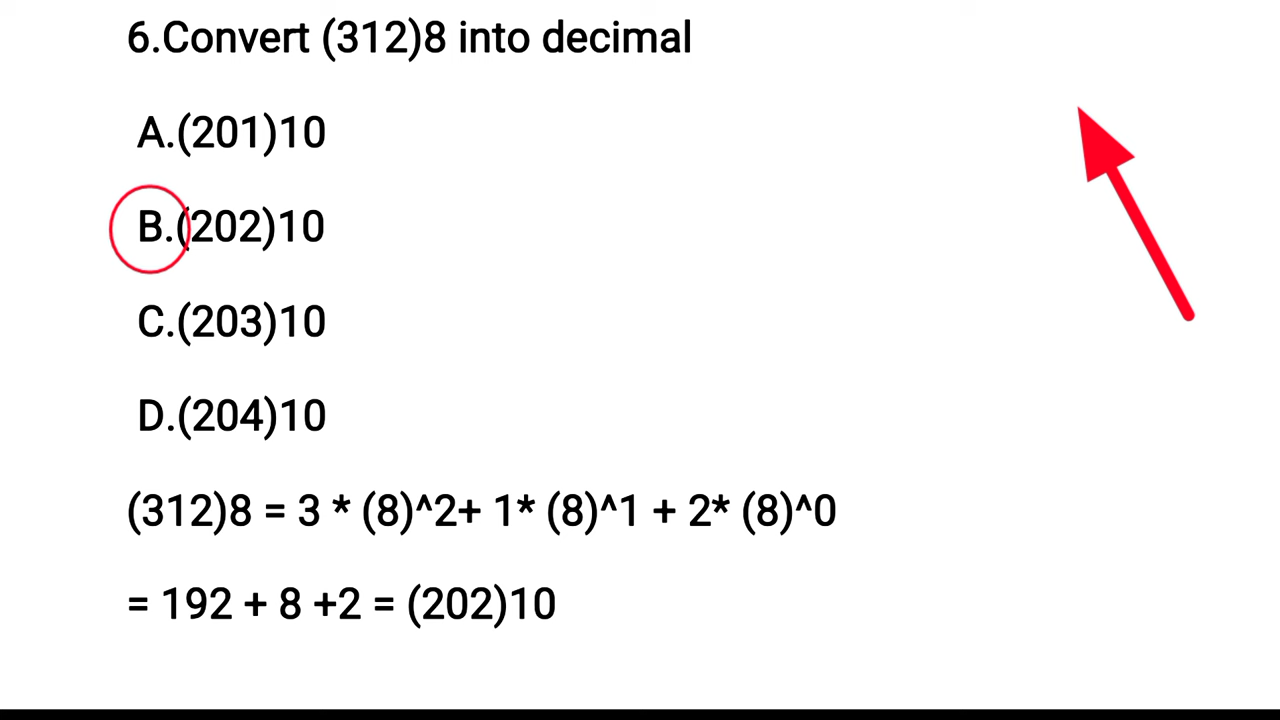 6.Convert (312)8 into decimal
A.(201)10
B.(202)10
C.(203)10
D.(204)10
(312)8 = 3 * (8)^2+ 1* (8)^1 + 2* (8)^0
= 192 + 8 +2 = (202)10